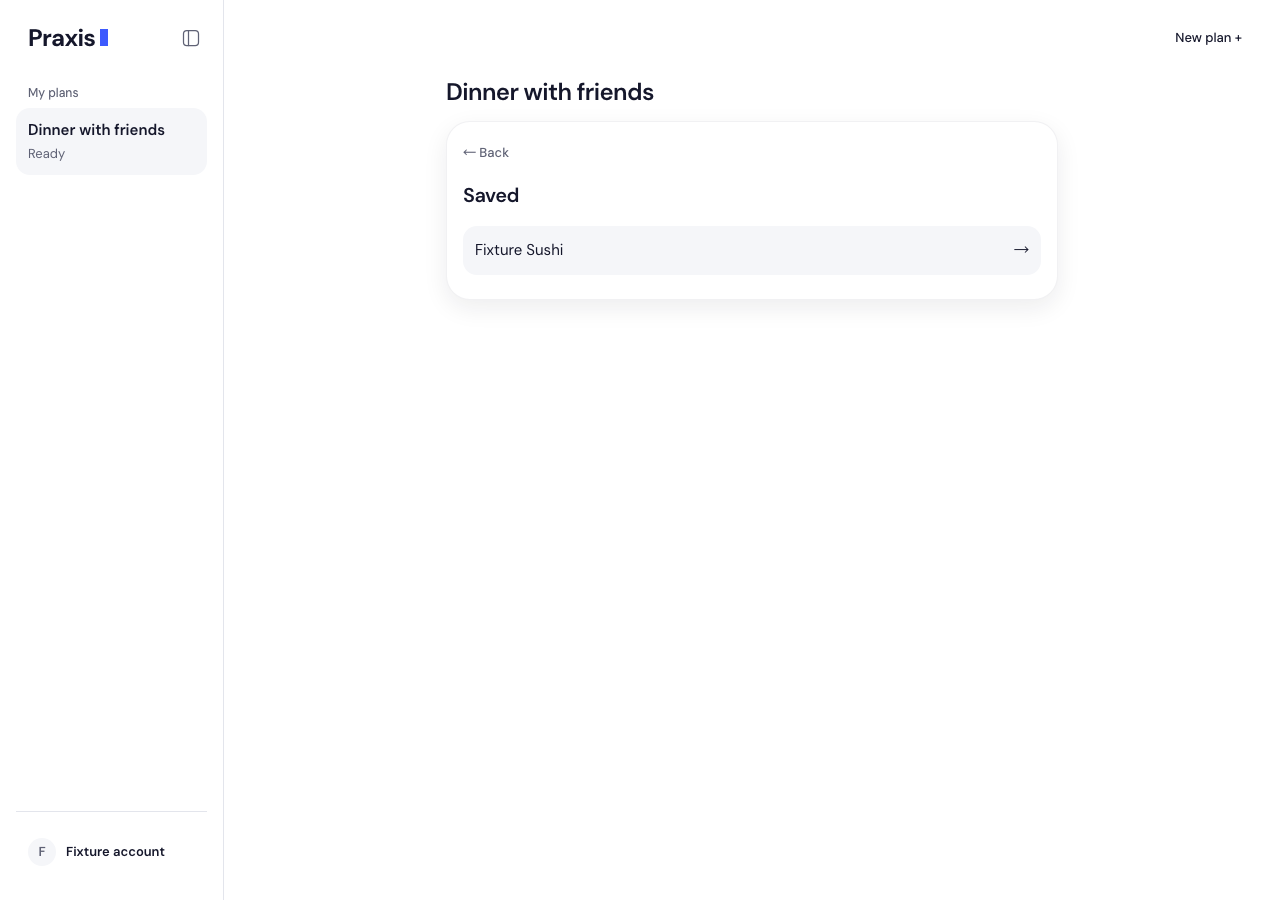 Praxis
My plans
Dinner with friends
Ready
F
Fixture account
New plan +
Dinner with friends
← Back
Saved
Fixture Sushi →